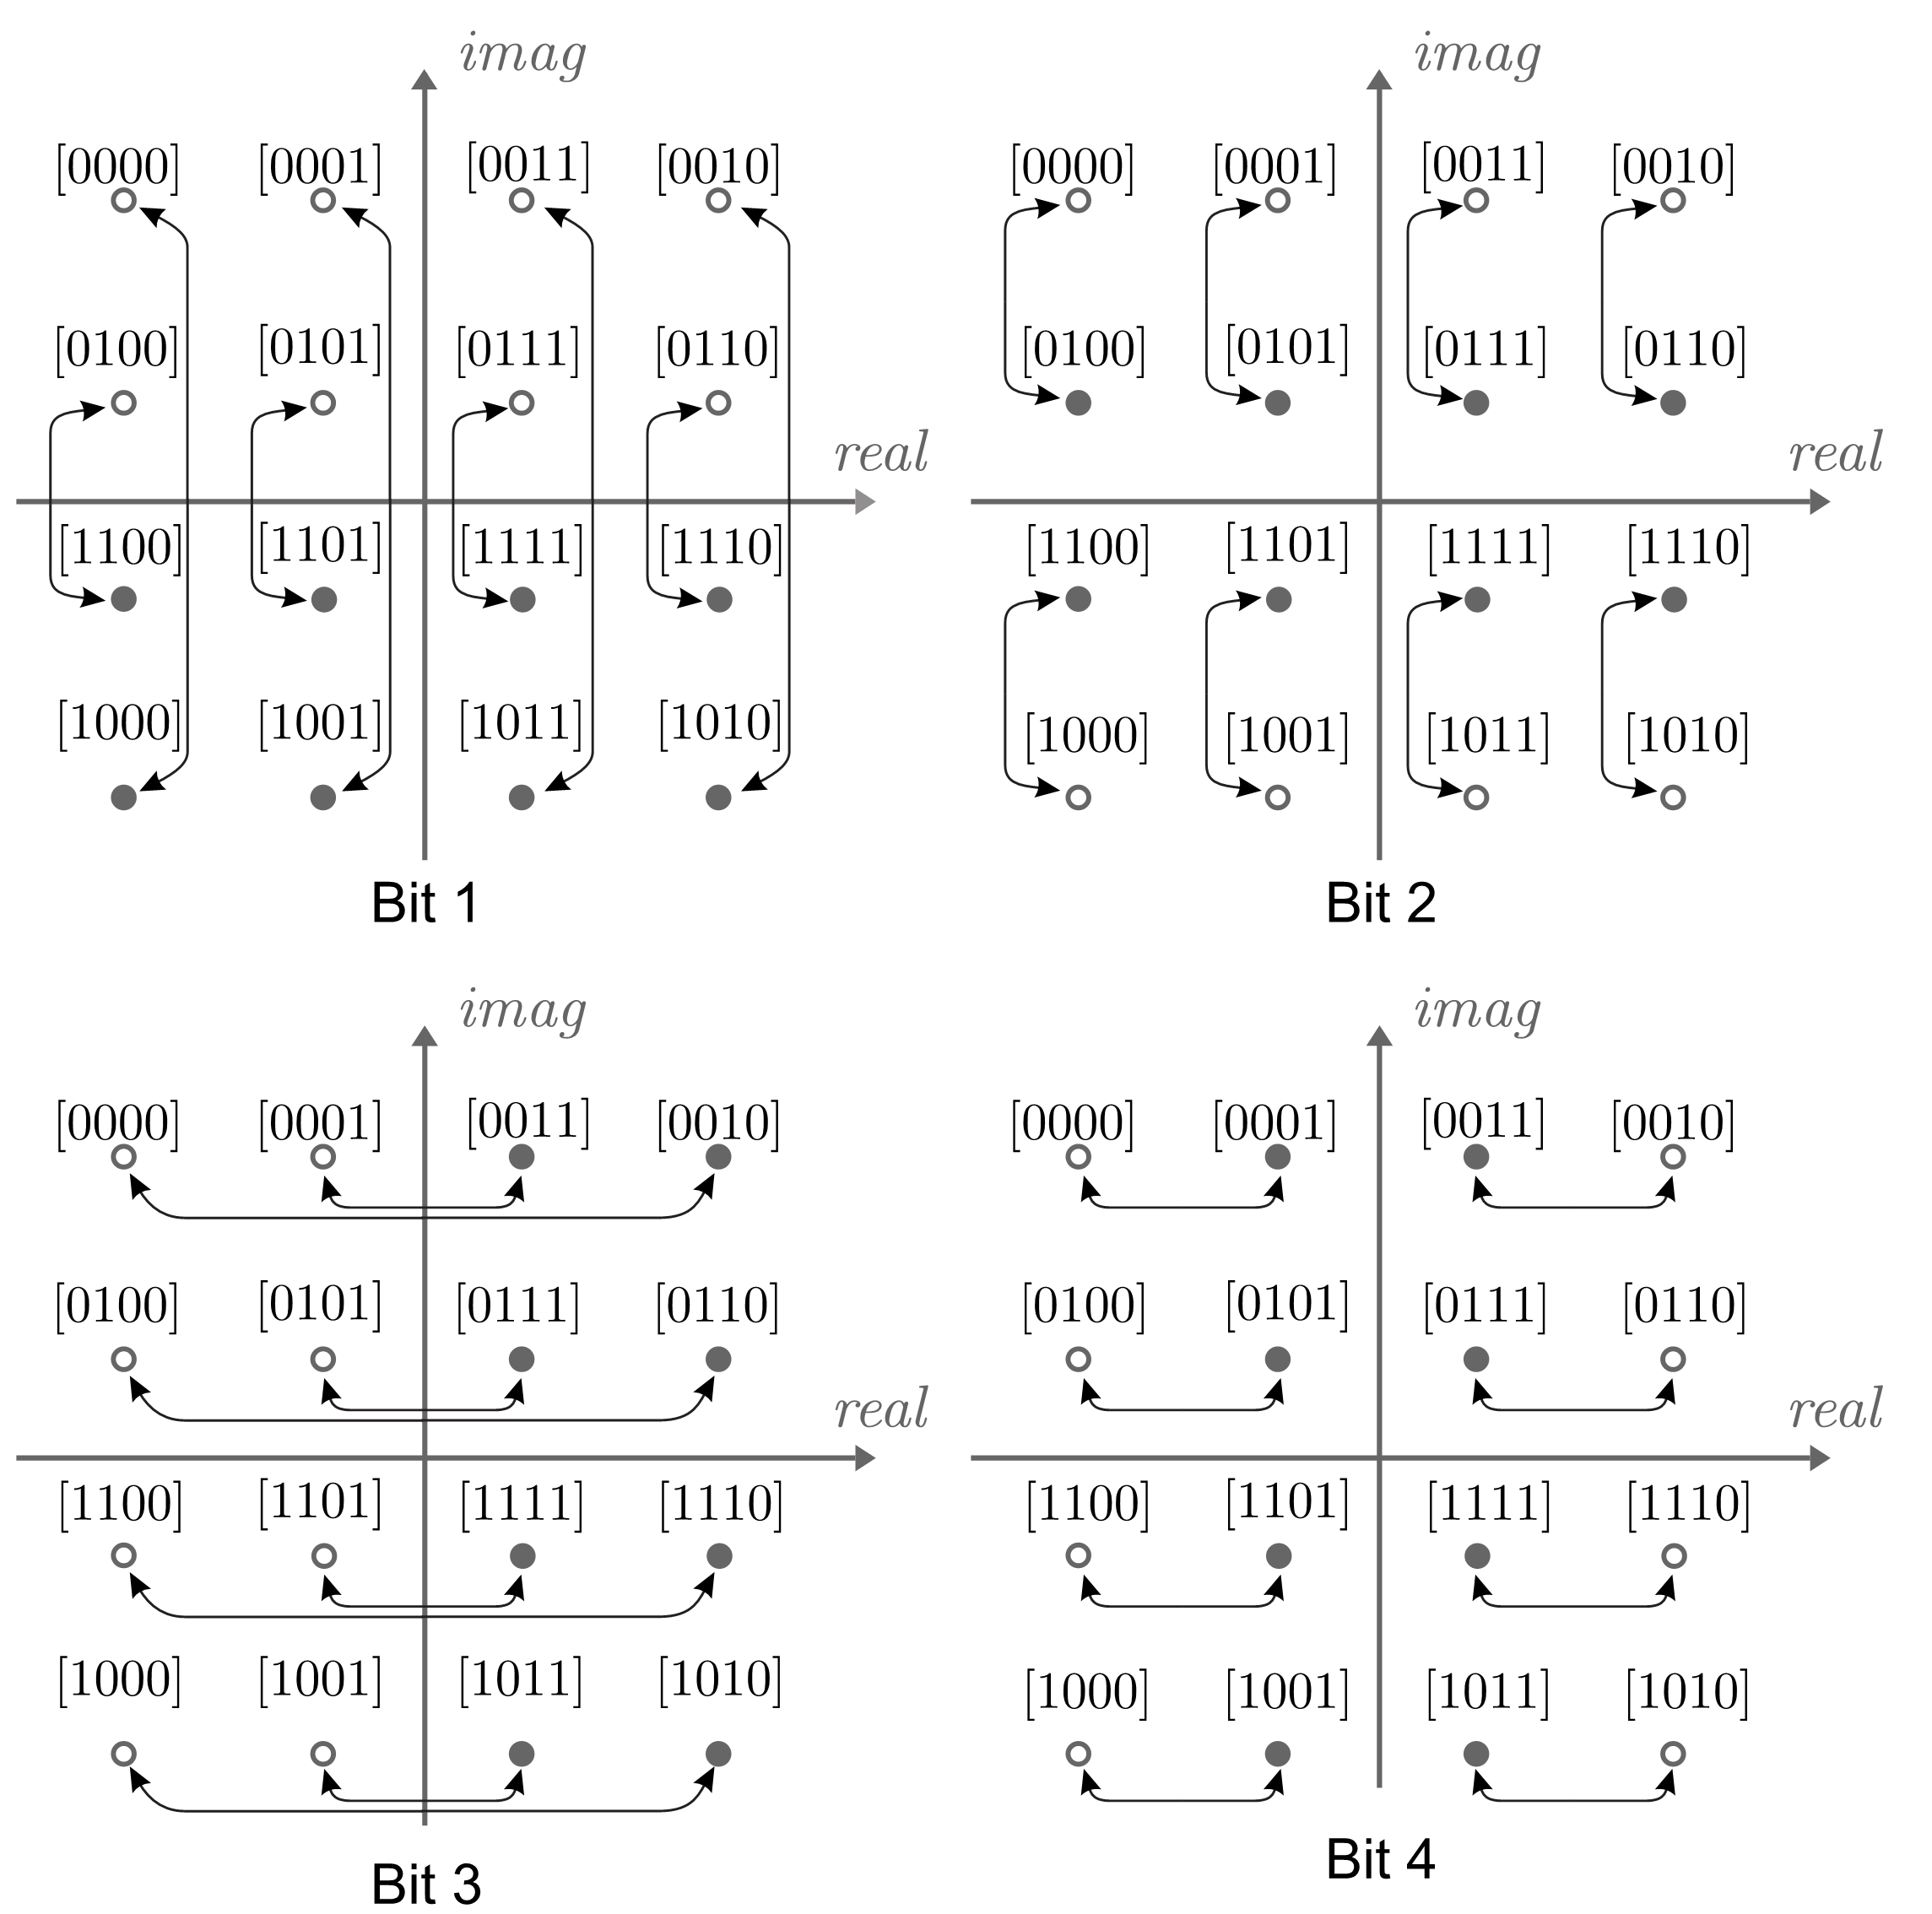 imag
[0000] [0001] [0011] [0010]
[0100] [0101] [0111] [0110]
real
[1100] [1101] [1111] [1110]
[1000] [1001] [1011] [1010]
Bit 1
imag
[0000] [0001] [0011] [0010]
[0100] [0101] [0111] [0110]
real
[1100] [1101] [1111] [1110]
[1000] [1001] [1011] [1010]
Bit 2
imag
[0000] [0001] [0011] [0010]
[0100] [0101] [0111] [0110]
real
[1100] [1101] [1111] [1110]
[1000] [1001] [1011] [1010]
Bit 3
imag
[0000] [0001] [0011] [0010]
[0100] [0101] [0111] [0110]
real
[1100] [1101] [1111] [1110]
[1000] [1001] [1011] [1010]
Bit 4